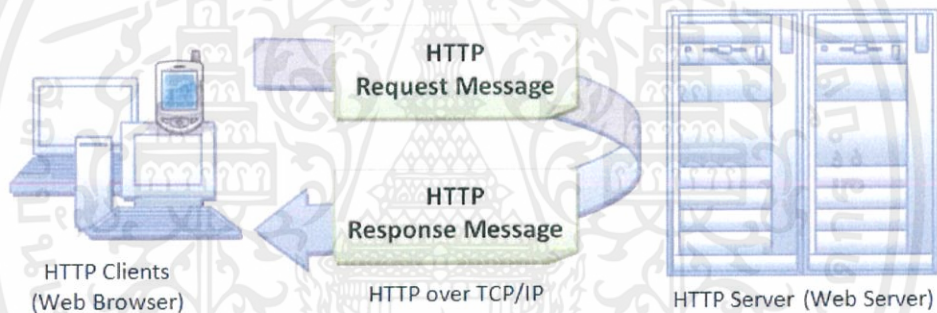 HTTP
Request Message
HTTP
Response Message
HTTP Clients
(Web Browser)
HTTP over TCP/IP
HTTP Server (Web Server)